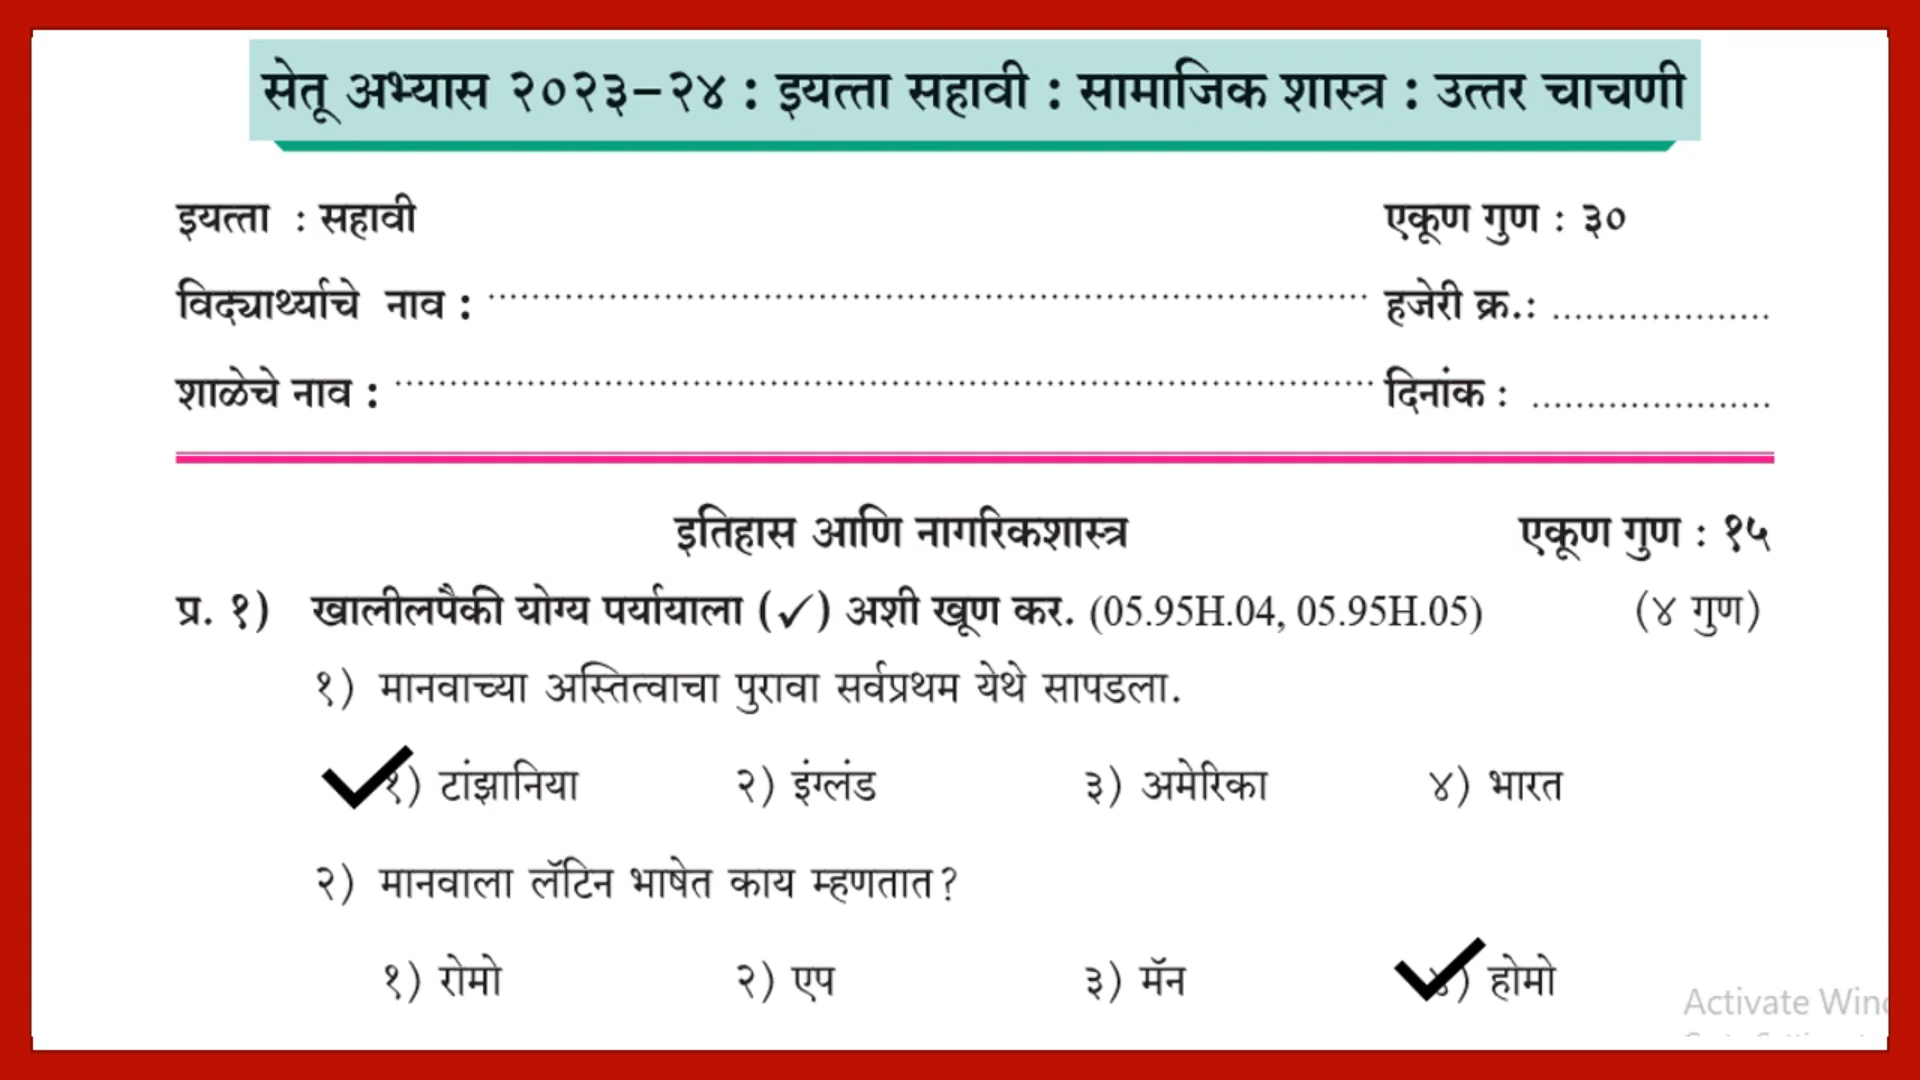 सेतू अभ्यास २०२३-२४ : इयत्ता सहावी : सामाजिक शास्त्र : उत्तर चाचणी
इयत्ता : सहावी एकूण गुण : ३०
विद्यार्थ्याचे नाव : ........................................ हजेरी क्र.: ....................
शाळेचे नाव : ........................................ दिनांक : ......................
इतिहास आणि नागरिकशास्त्र एकूण गुण : १५
प्र. १) खालीलपैकी योग्य पर्यायाला (✓) अशी खूण कर. (05.95H.04, 05.95H.05) (४ गुण)
१) मानवाच्या अस्तित्वाचा पुरावा सर्वप्रथम येथे सापडला.
✓ १) टांझानिया २) इंग्लंड ३) अमेरिका ४) भारत
२) मानवाला लॅटिन भाषेत काय म्हणतात?
१) रोमो २) एप ३) मॅन ✓ ४) होमो
Activate